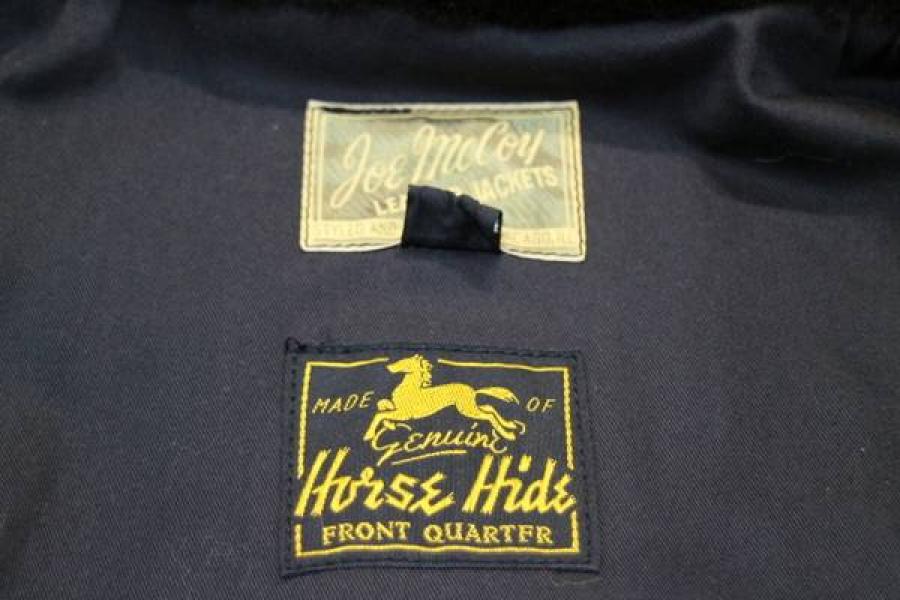 Joe McCoy
JACKETS
MADE OF
Genuine
Horse Hide
FRONT QUARTER